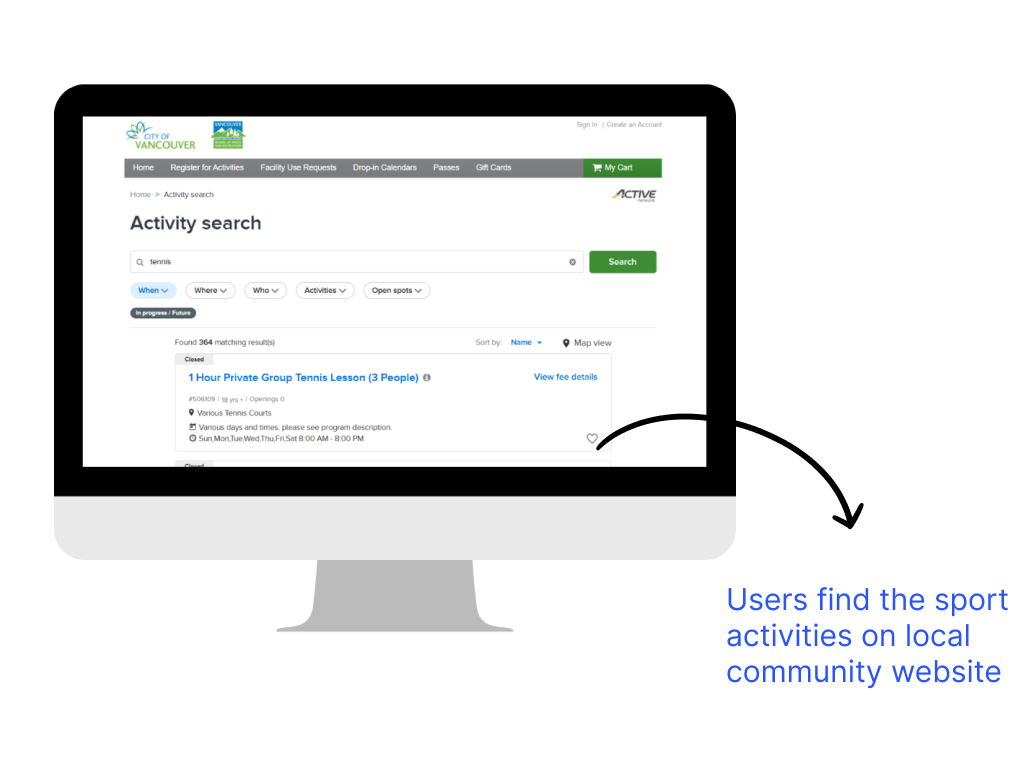 CITY OF
VANCOUVER
VANCOUVER
Sign In | Create an Account
Home Register for Activities Facility Use Requests Drop-in Calendars Passes Gift Cards My Cart
Home > Activity search
ACTIVE
network
Activity search
tennis
Search
When Where Who Activities Open spots
In progress / Future
Found 364 matching result(s)
Sort by: Name Map view
Closed
1 Hour Private Group Tennis Lesson (3 People)
View fee details
#506109 / 18 yrs + / Openings 0
Various Tennis Courts
Various days and times, please see program description.
Sun,Mon,Tue,Wed,Thu,Fri,Sat 8:00 AM - 8:00 PM
Closed
Users find the sport
activities on local
community website